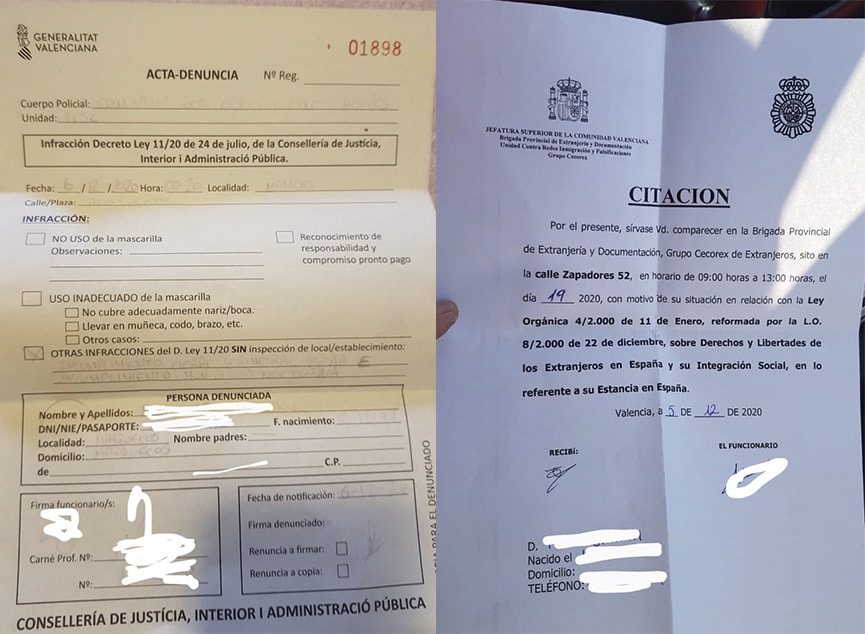 GENERALITAT
VALENCIANA
01898
ACTA-DENUNCIA Nº Reg.
Cuerpo Policial:
Unidad:
Infracción Decreto Ley 11/20 de 24 de julio, de la Consellería de Justícia,
Interior i Administració Pública.
Fecha: 6 / 12 / 2020 Hora: Localidad:
Calle/Plaza:
INFRACCIÓN:
NO USO de la mascarilla
Observaciones:
Reconocimiento de
responsabilidad y
compromiso pronto pago
USO INADECUADO de la mascarilla
No cubre adecuadamente nariz/boca.
Llevar en muñeca, codo, brazo, etc.
Otros casos:
OTRAS INFRACCIONES del D. Ley 11/20 SIN inspección de local/establecimiento:
E
PERSONA DENUNCIADA
Nombre y Apellidos:
DNI/NIE/PASAPORTE: F. nacimiento:
Localidad: MARRUECOS Nombre padres:
Domicilio: MARRUECOS
de C.P.
Firma funcionario/s:
Carné Prof. Nº:
Nº:
Fecha de notificación:
Firma denunciado:
Renuncia a firmar:
Renuncia a copia:
PARA EL DENUNCIADO
CONSELLERÍA DE JUSTÍCIA, INTERIOR I ADMINISTRACIÓ PÚBLICA
JEFATURA SUPERIOR DE LA COMUNIDAD VALENCIANA
Brigada Provincial de Extranjería y Documentación
Unidad Contra Redes Inmigración y Falsificaciones
Grupo Cecorex
CITACION
Por el presente, sírvase Vd. comparecer en la Brigada Provincial
de Extranjería y Documentación, Grupo Cecorex de Extranjeros, sito en
la calle Zapadores 52, en horario de 09:00 horas a 13:00 horas, el
día 19 2020, con motivo de su situación en relación con la Ley
Orgánica 4/2.000 de 11 de Enero, reformada por la L.O.
8/2.000 de 22 de diciembre, sobre Derechos y Libertades de
los Extranjeros en España y su Integración Social, en lo
referente a su Estancia en España.
Valencia, a 5 DE 12 DE 2020
RECIBÍ:
EL FUNCIONARIO
D.
Nacido el
Domicilio:
TELÉFONO: